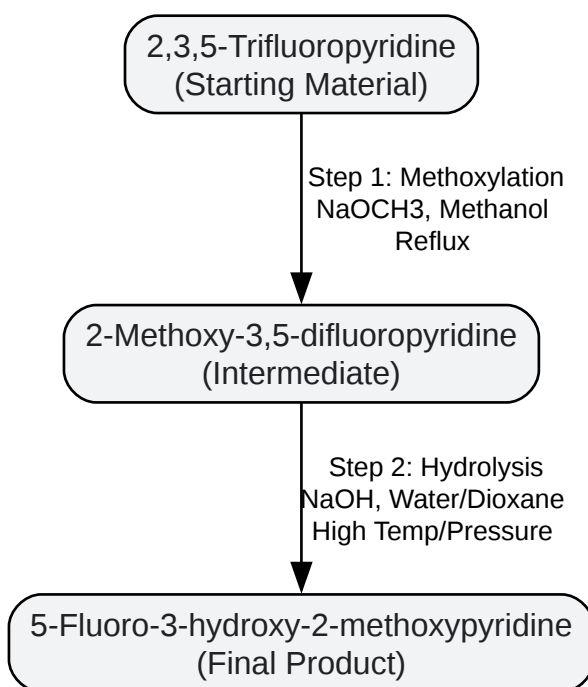 2,3,5-Trifluoropyridine
(Starting Material)
Step 1: Methoxylation
NaOCH3, Methanol
Reflux
2-Methoxy-3,5-difluoropyridine
(Intermediate)
Step 2: Hydrolysis
NaOH, Water/Dioxane
High Temp/Pressure
5-Fluoro-3-hydroxy-2-methoxypyridine
(Final Product)